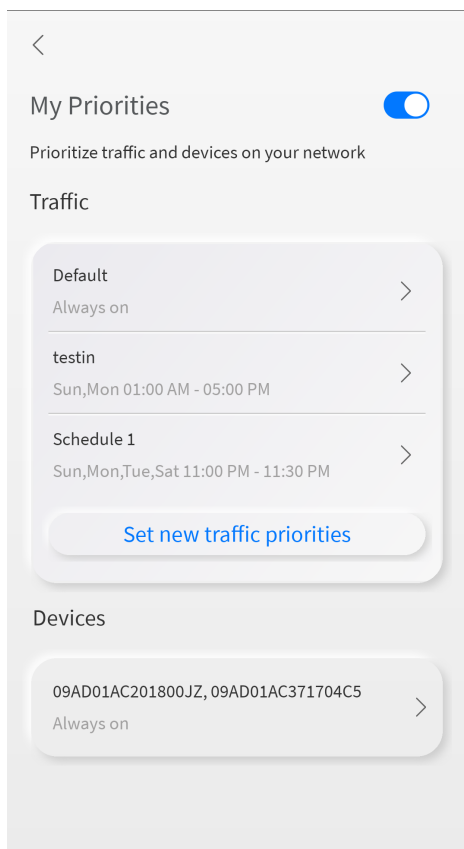 My Priorities
Prioritize traffic and devices on your network
Traffic
Default
Always on
testin
Sun,Mon 01:00 AM - 05:00 PM
Schedule 1
Sun,Mon,Tue,Sat 11:00 PM - 11:30 PM
Set new traffic priorities
Devices
09AD01AC201800JZ, 09AD01AC371704C5
Always on